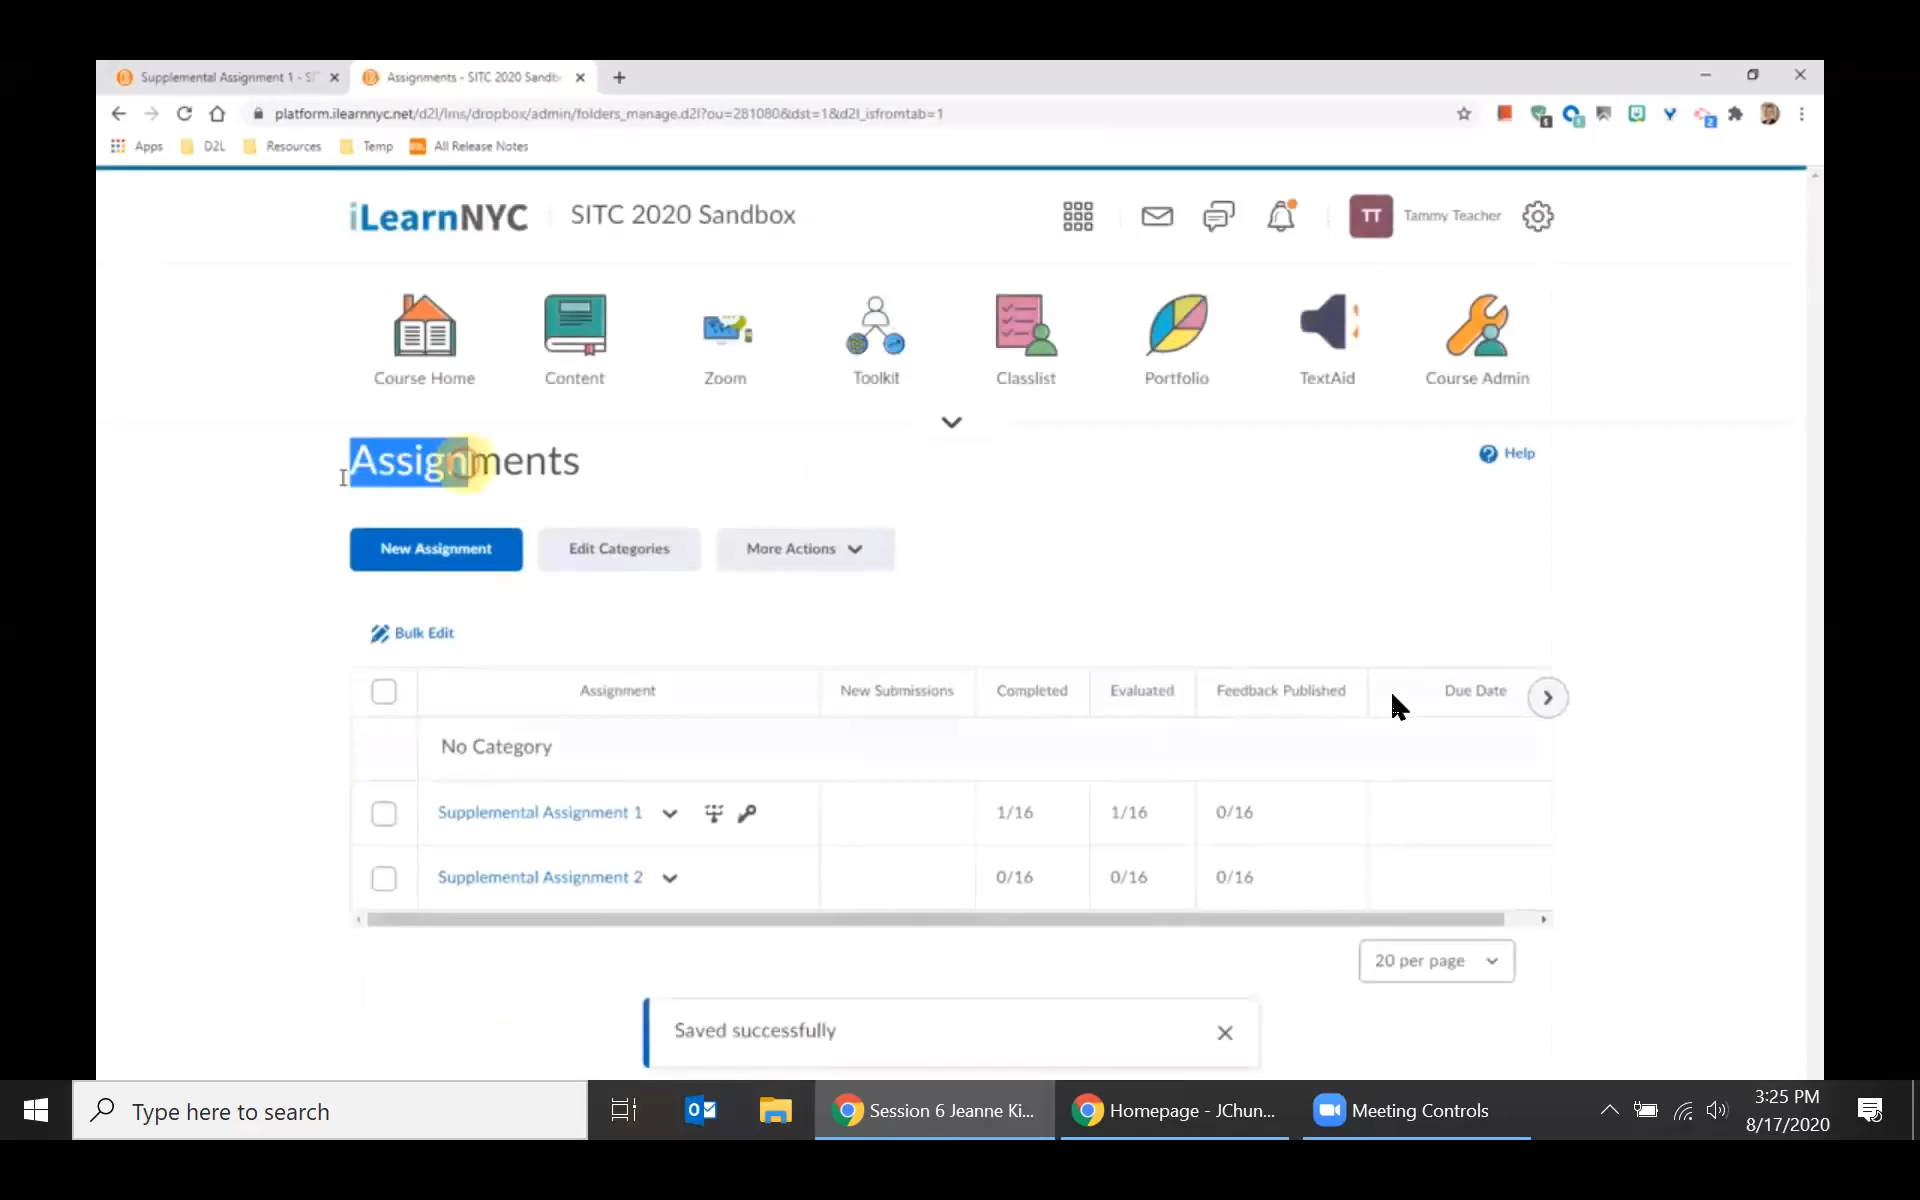 Supplemental Assignment 1 - S
Assignments - SITC 2020 Sandb
platform.ilearnnyc.net/d2l/lms/dropbox/admin/folders_manage.d2l?ou=281080&dst=1&d2l_isfromtab=1
Apps D2L Resources Temp All Release Notes
iLearnNYC SITC 2020 Sandbox TT Tammy Teacher
Course Home Content Zoom Toolkit Classlist Portfolio TextAid Course Admin
Assignments
Help
New Assignment Edit Categories More Actions
Bulk Edit
Assignment New Submissions Completed Evaluated Feedback Published Due Date
No Category
Supplemental Assignment 1 1/16 1/16 0/16
Supplemental Assignment 2 0/16 0/16 0/16
20 per page
Saved successfully
Type here to search
Session 6 Jeanne Ki...
Homepage - JChun...
Meeting Controls
3:25 PM
8/17/2020